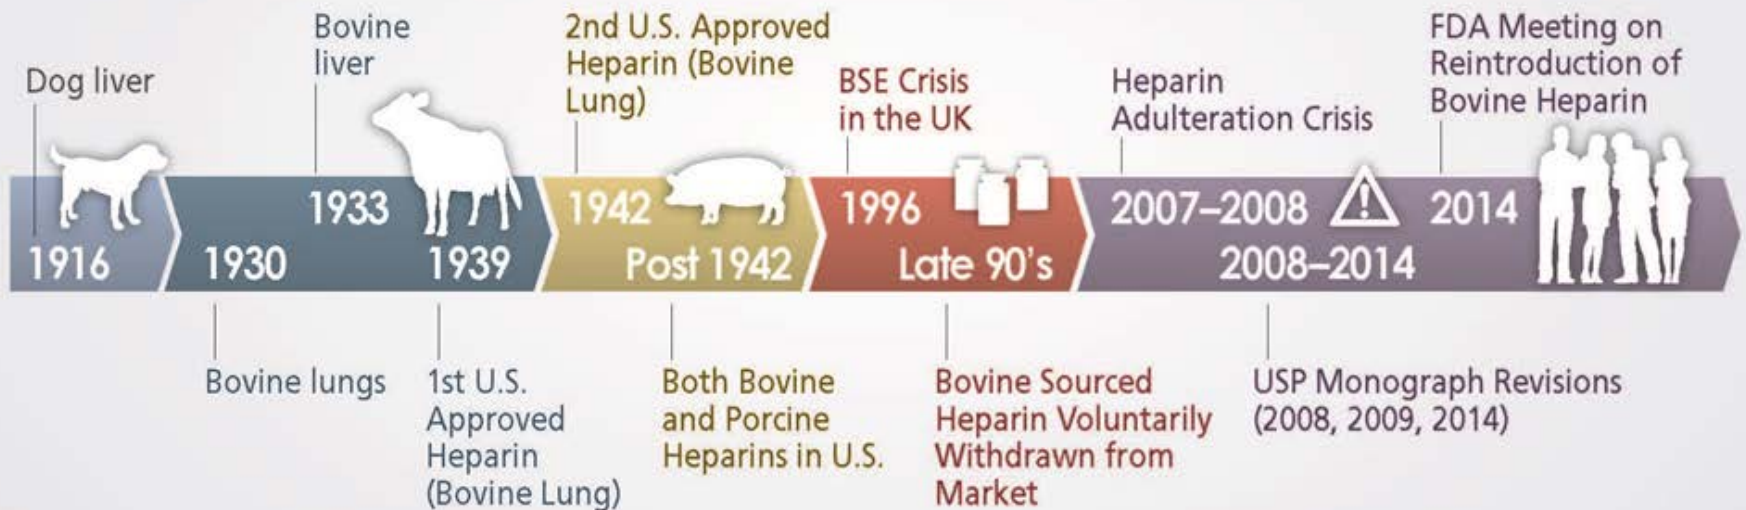 Dog liver
1916
1930
Bovine lungs
Bovine
liver
1933
1939
1st U.S.
Approved
Heparin
(Bovine Lung)
2nd U.S. Approved
Heparin (Bovine
Lung)
1942
Post 1942
Both Bovine
and Porcine
Heparins in U.S.
BSE Crisis
in the UK
1996
Late 90's
Bovine Sourced
Heparin Voluntarily
Withdrawn from
Market
Heparin
Adulteration Crisis
2007–2008
!
2008–2014
USP Monograph Revisions
(2008, 2009, 2014)
FDA Meeting on
Reintroduction of
Bovine Heparin
2014